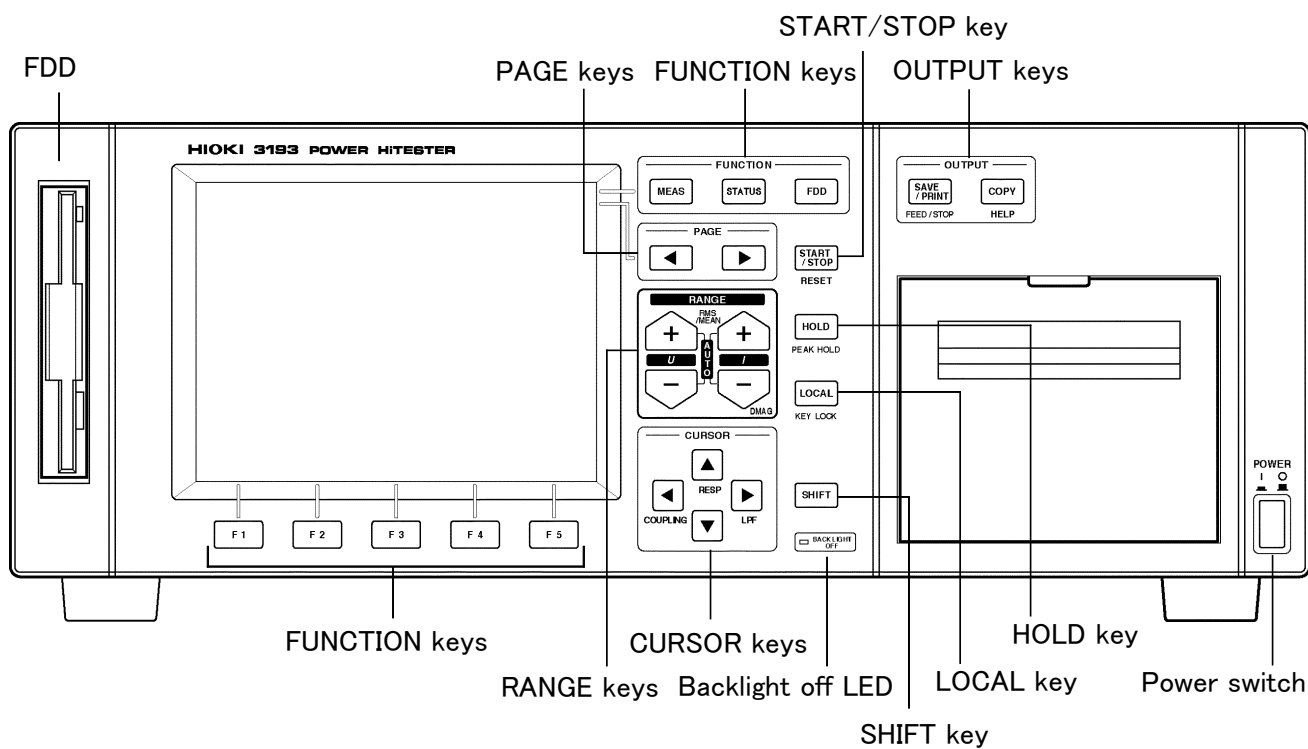 START/STOP key
FDD
PAGE keys
FUNCTION keys
OUTPUT keys
HIOKI 3193 POWER HiTESTER
FUNCTION
MEAS
STATUS
FDD
OUTPUT
SAVE
/PRINT
COPY
FEED/STOP
HELP
PAGE
START
/STOP
RESET
RANGE
RMS
/MEAN
+
+
U
AUTO
I
−
−
DMAG
HOLD
PEAK HOLD
LOCAL
KEY LOCK
CURSOR
RESP
COUPLING
LPF
SHIFT
BACKLIGHT
OFF
POWER
I O
F1
F2
F3
F4
F5
FUNCTION keys
CURSOR keys
HOLD key
RANGE keys
Backlight off LED
LOCAL key
Power switch
SHIFT key